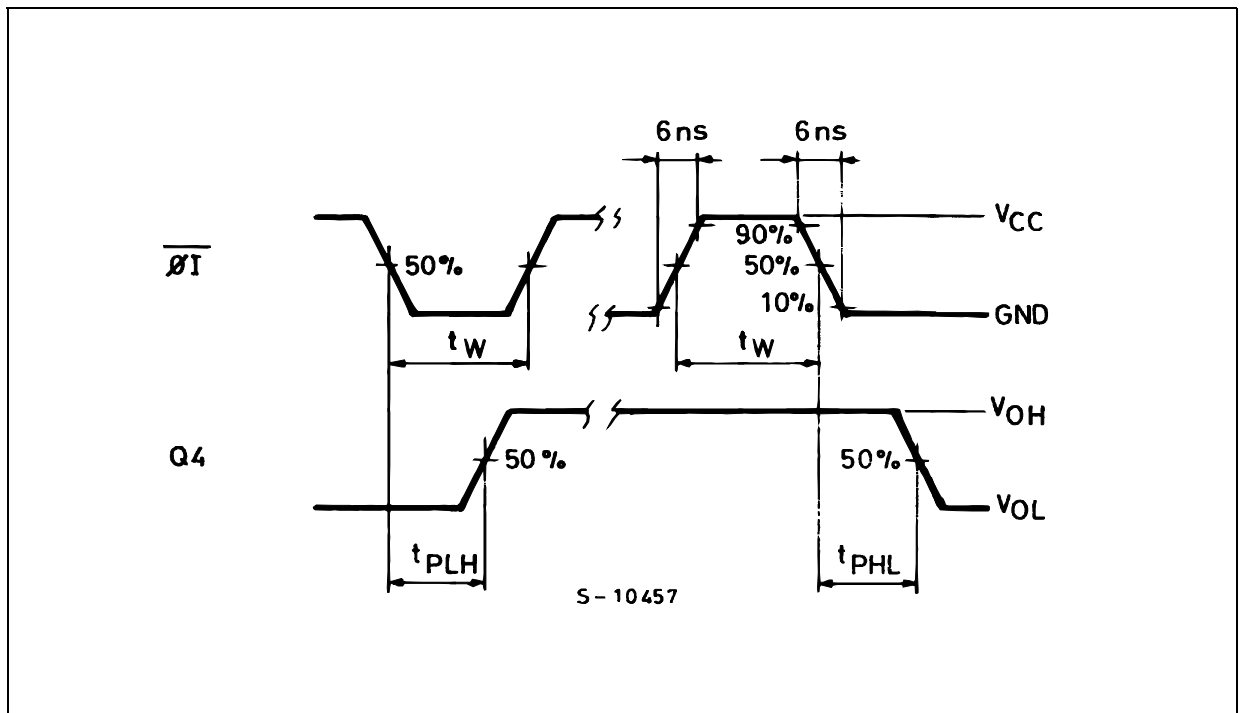 6ns 6ns
VCC
90%
ØI 50% 50%
10%
GND
tW tW
VOH
Q4 50% 50%
VOL
tPLH tPHL
S-10457